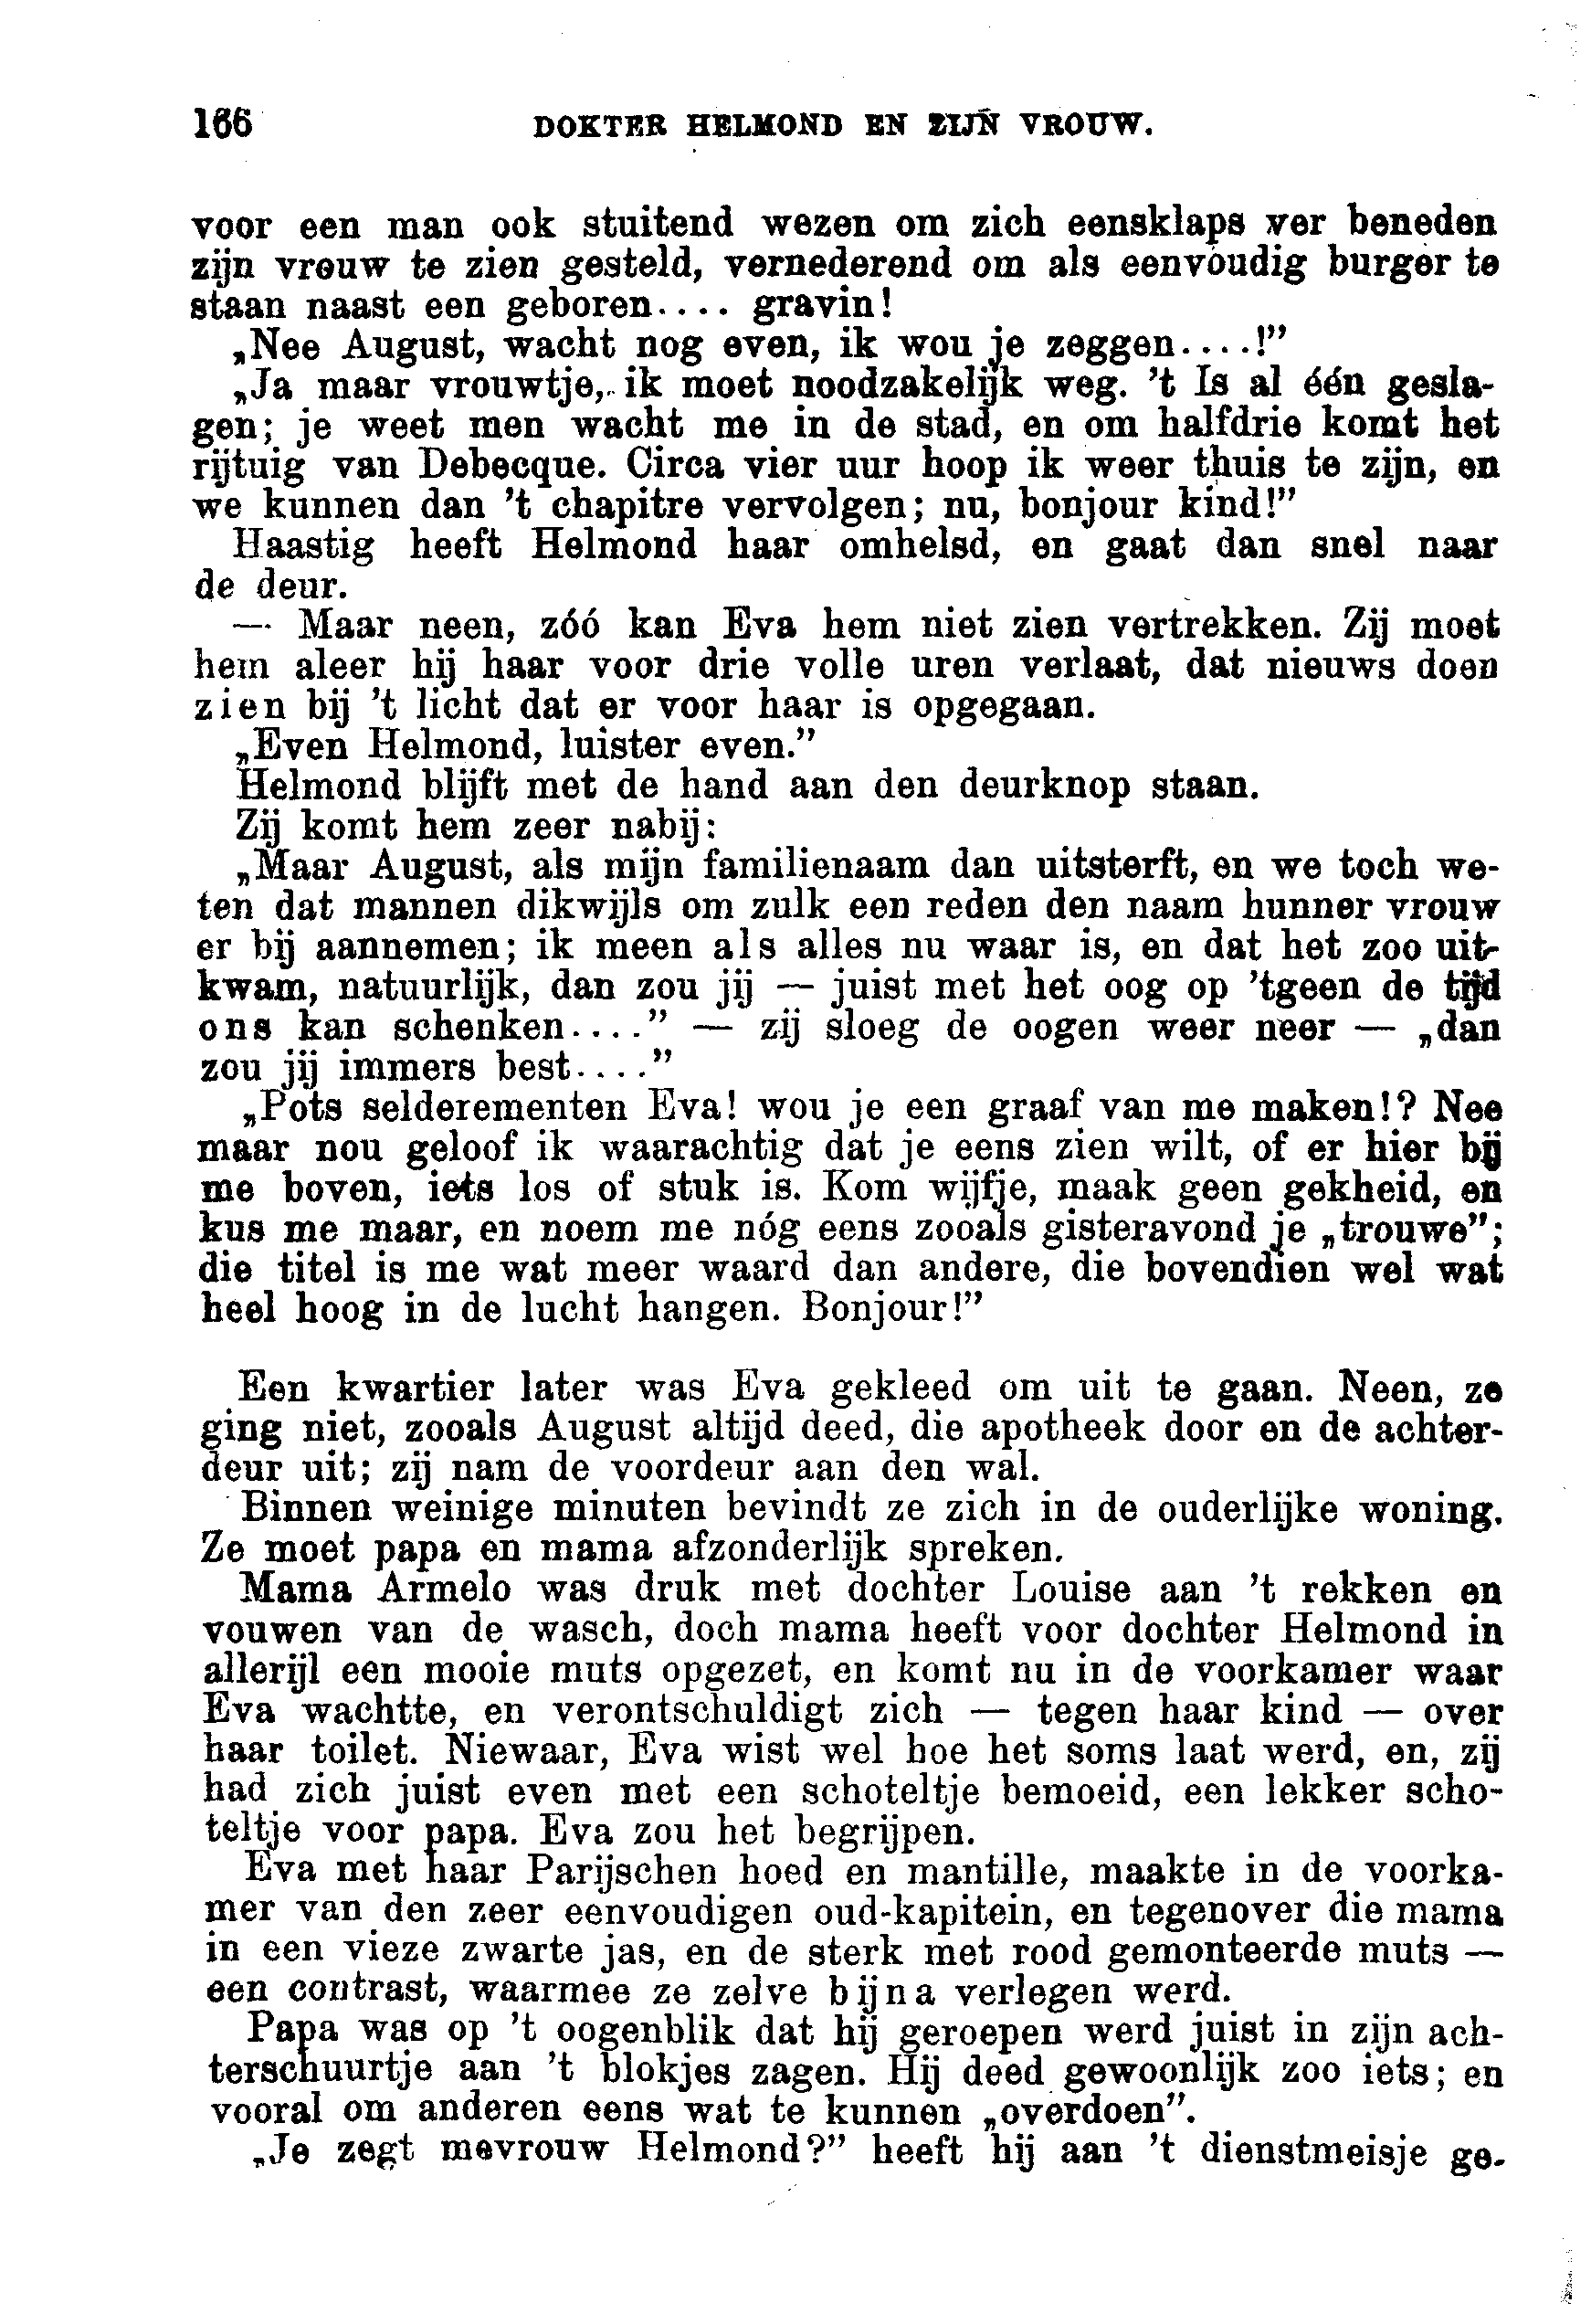 166 DOKTER HELMOND EN ZIJN VROUW.
voor een man ook stuitend wezen om zich eensklaps ver beneden
zijn vrouw te zien gesteld, vernederend om als eenvoudig burger te
staan naast een geboren.... gravin!
„Nee August, wacht nog even, ik wou je zeggen....!”
„Ja maar vrouwtje, ik moet noodzakelijk weg. ’t Is al één gesla-
gen; je weet men wacht me in de stad, en om halfdrie komt het
rijtuig van Debecque. Circa vier uur hoop ik weer thuis te zijn, en
we kunnen dan ’t chapitre vervolgen; nu, bonjour kind!”
Haastig heeft Helmond haar omhelsd, en gaat dan snel naar
de deur.
— Maar neen, zóó kan Eva hem niet zien vertrekken. Zij moet
hem aleer hij haar voor drie volle uren verlaat, dat nieuws doen
zien bij ’t licht dat er voor haar is opgegaan.
„Even Helmond, luister even.”
Helmond blijft met de hand aan den deurknop staan.
Zij komt hem zeer nabij:
„Maar August, als mijn familienaam dan uitsterft, en we toch we-
ten dat mannen dikwijls om zulk een reden den naam hunner vrouw
er bij aannemen; ik meen als alles nu waar is, en dat het zoo uit-
kwam, natuurlijk, dan zou jij — juist met het oog op ’tgeen de tijd
ons kan schenken....” — zij sloeg de oogen weer neer — „dan
zou jij immers best....”
„Pots selderementen Eva! wou je een graaf van me maken!? Nee
maar nou geloof ik waarachtig dat je eens zien wilt, of er hier bij
me boven, iets los of stuk is. Kom wijfje, maak geen gekheid, en
kus me maar, en noem me nóg eens zooals gisteravond je „trouwe”;
die titel is me wat meer waard dan andere, die bovendien wel wat
heel hoog in de lucht hangen. Bonjour!”
Een kwartier later was Eva gekleed om uit te gaan. Neen, ze
ging niet, zooals August altijd deed, die apotheek door en de achter-
deur uit; zij nam de voordeur aan den wal.
Binnen weinige minuten bevindt ze zich in de ouderlijke woning.
Ze moet papa en mama afzonderlijk spreken.
Mama Armelo was druk met dochter Louise aan ’t rekken en
vouwen van de wasch, doch mama heeft voor dochter Helmond in
allerijl een mooie muts opgezet, en komt nu in de voorkamer waar
Eva wachtte, en verontschuldigt zich — tegen haar kind — over
haar toilet. Niewaar, Eva wist wel hoe het soms laat werd, en, zij
had zich juist even met een schoteltje bemoeid, een lekker scho-
teltje voor papa. Eva zou het begrijpen.
Eva met haar Parijschen hoed en mantille, maakte in de voorka-
mer van den zeer eenvoudigen oud-kapitein, en tegenover die mama
in een vieze zwarte jas, en de sterk met rood gemonteerde muts —
een contrast, waarmee ze zelve bijna verlegen werd.
Papa was op ’t oogenblik dat hij geroepen werd juist in zijn ach-
terschuurtje aan ’t blokjes zagen. Hij deed gewoonlijk zoo iets; en
vooral om anderen eens wat te kunnen „overdoen”.
„Je zegt mevrouw Helmond?” heeft hij aan ’t dienstmeisje ge-